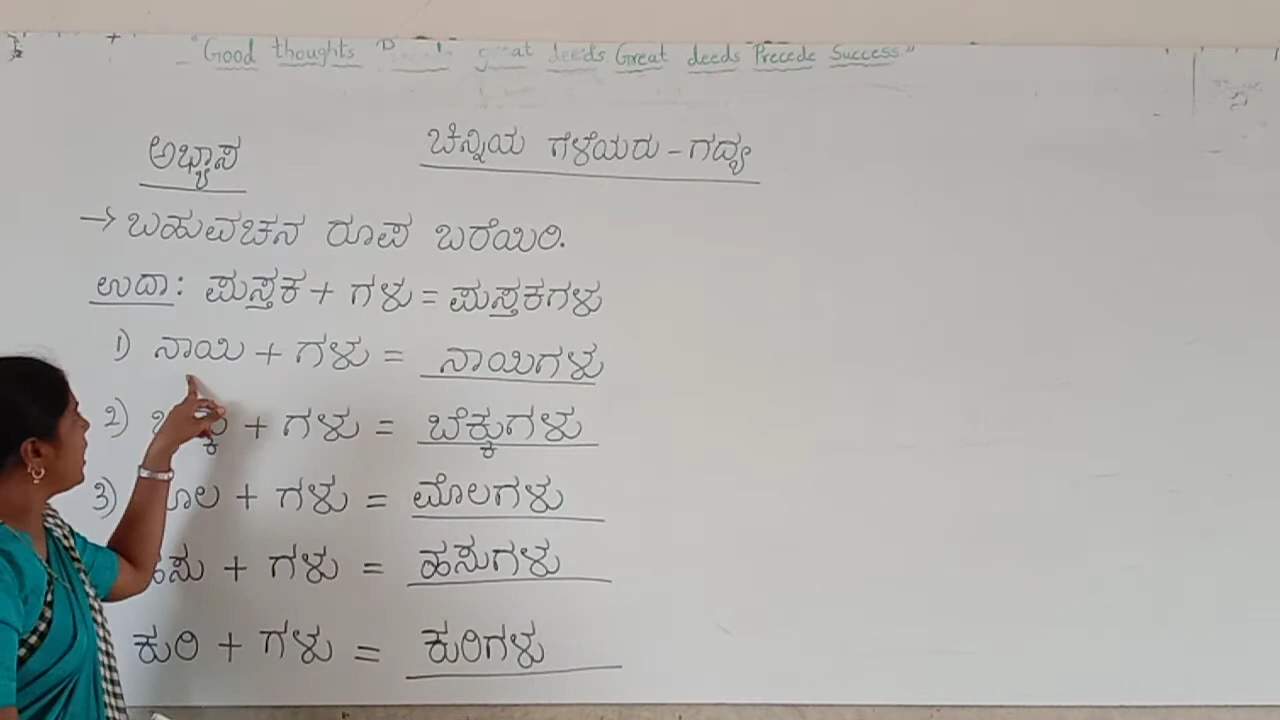 "Good thoughts great deeds Great deeds Precede Success"
ಅಭ್ಯಾಸ
ಚಿನ್ನಿಯ ಗೆಳೆಯರು - ಗದ್ಯ
→ ಬಹುವಚನ ರೂಪ ಬರೆಯಿರಿ.
ಉದಾ: ಪುಸ್ತಕ + ಗಳು = ಪುಸ್ತಕಗಳು
1) ನಾಯಿ + ಗಳು = ನಾಯಿಗಳು
2) + ಗಳು = ಬೆಕ್ಕುಗಳು
3) + ಗಳು = ಮೊಲಗಳು
ಹಸು + ಗಳು = ಹಸುಗಳು
ಕುರಿ + ಗಳು = ಕುರಿಗಳು